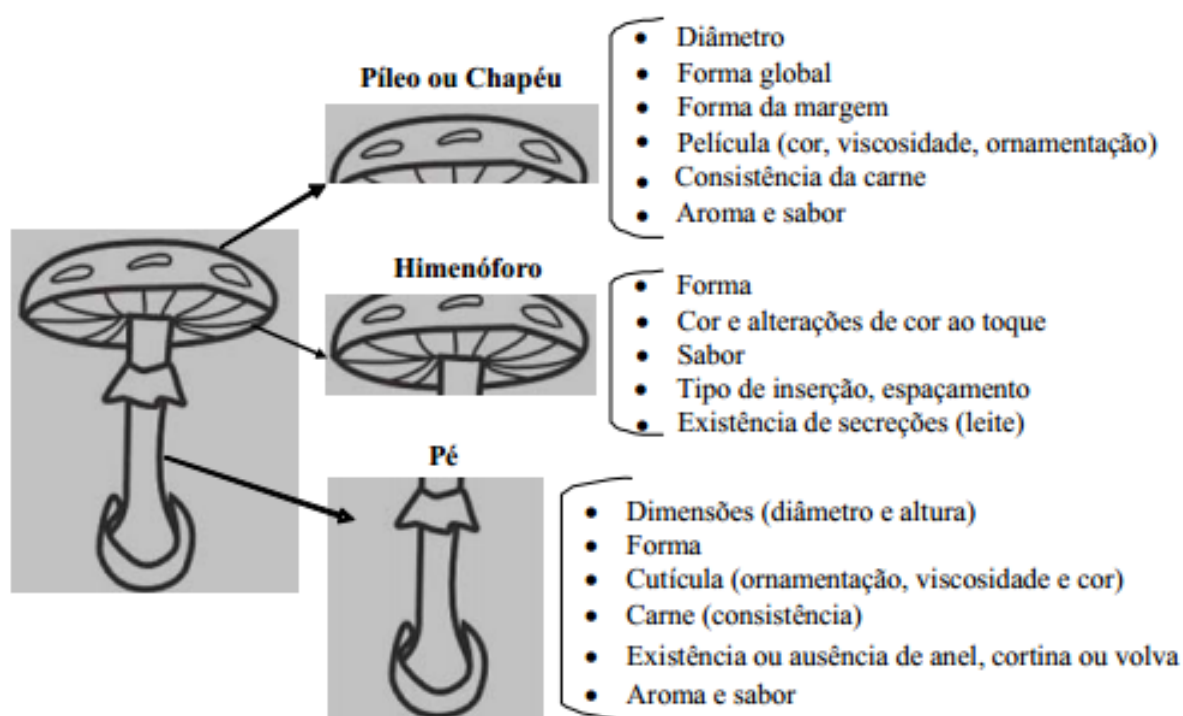 Píleo ou Chapéu
• Diâmetro
• Forma global
• Forma da margem
• Película (cor, viscosidade, ornamentação)
• Consistência da carne
• Aroma e sabor
Himenóforo
• Forma
• Cor e alterações de cor ao toque
• Sabor
• Tipo de inserção, espaçamento
• Existência de secreções (leite)
Pé
• Dimensões (diâmetro e altura)
• Forma
• Cutícula (ornamentação, viscosidade e cor)
• Carne (consistência)
• Existência ou ausência de anel, cortina ou volva
• Aroma e sabor